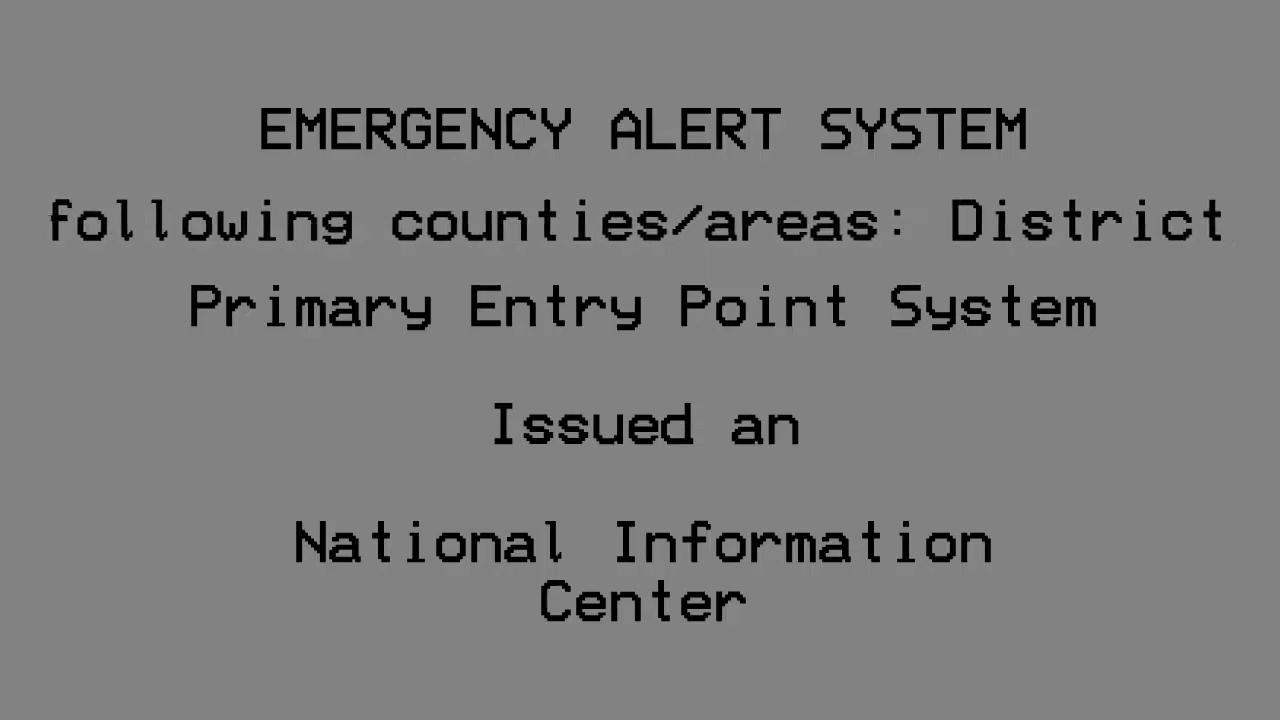 EMERGENCY ALERT SYSTEM
following counties/areas: District
Primary Entry Point System
Issued an
National Information
Center